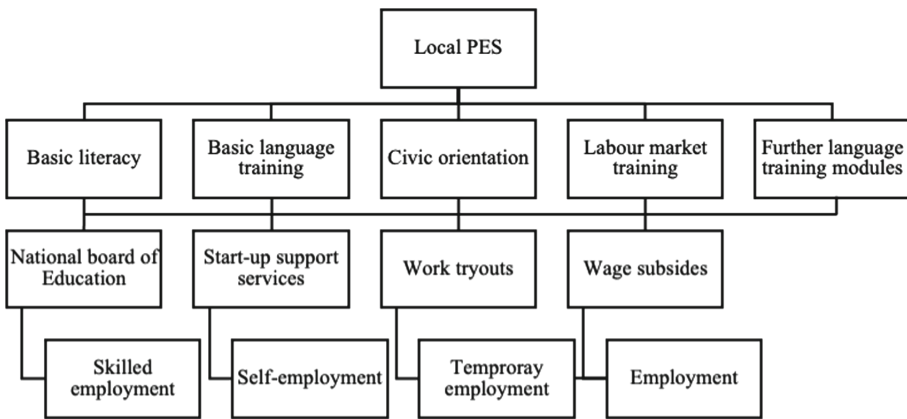 Local PES
Basic literacy
Basic language
training
Civic orientation
Labour market
training
Further language
training modules
National board of
Education
Start-up support
services
Work tryouts
Wage subsides
Skilled
employment
Self-employment
Temproray
employment
Employment